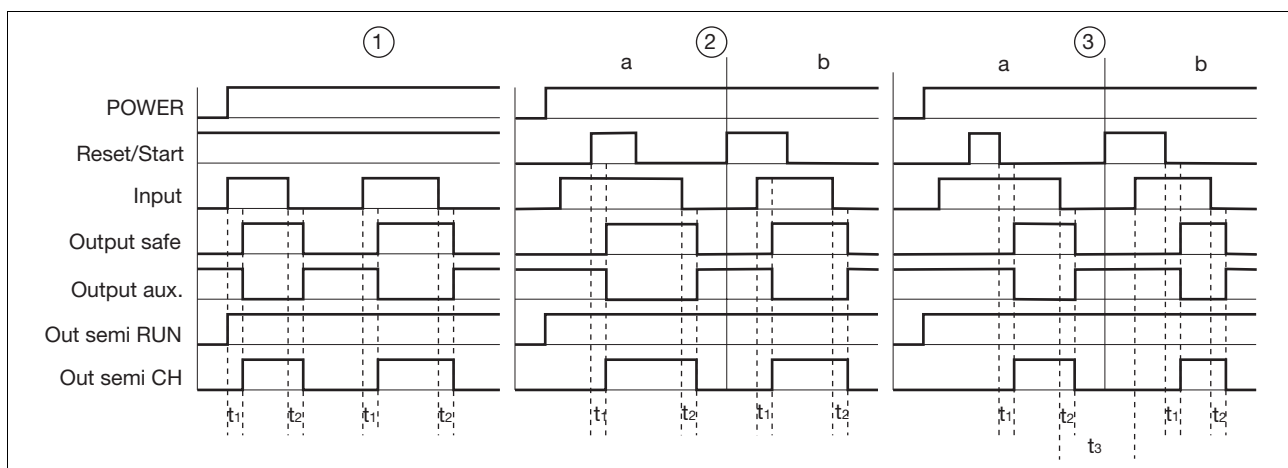 1 2 3
a b a b
POWER
Reset/Start
Input
Output safe
Output aux.
Out semi RUN
Out semi CH
t1 t2 t1 t2 t1 t2 t1 t2 t1 t2 t1 t2
t3